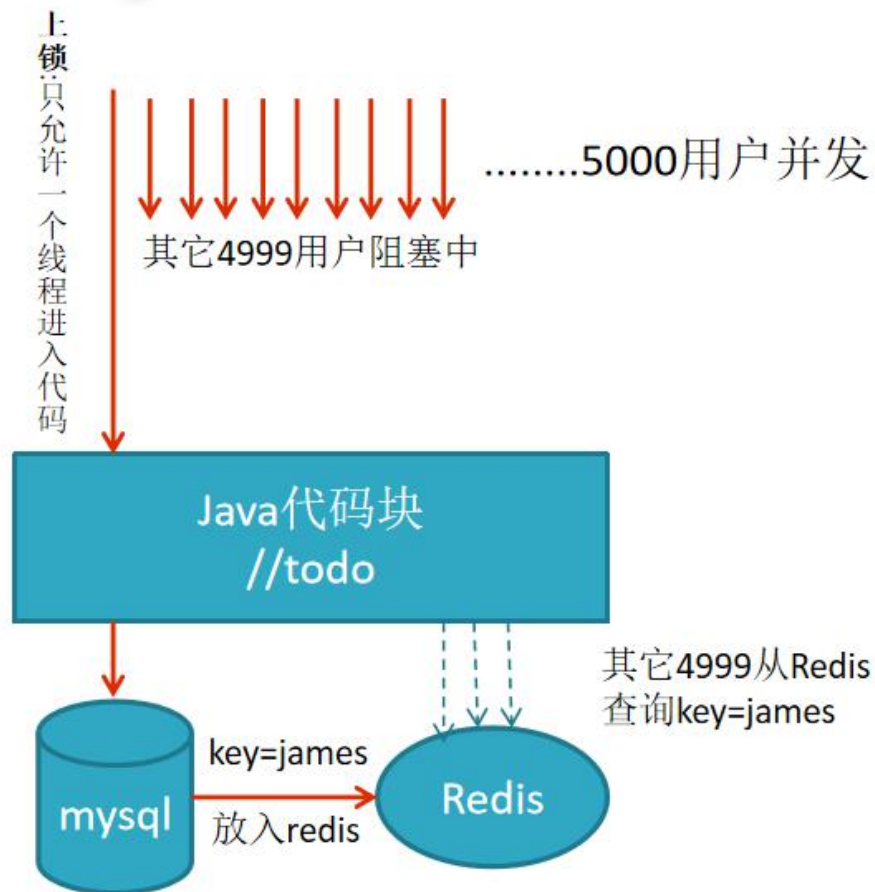 上锁:只允许一个线程进入代码
........5000用户并发
其它4999用户阻塞中
Java代码块
//todo
其它4999从Redis
查询key=james
key=james
mysql
放入redis
Redis